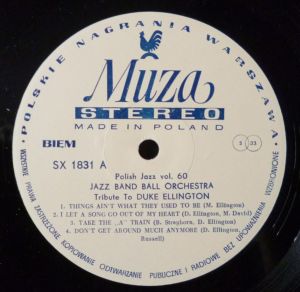 POLSKIE NAGRANIA WARSZAWA
Muza
STEREO
MADE IN POLAND
BIEM
S 33
SX 1831 A
Polish Jazz vol. 60
JAZZ BAND BALL ORCHESTRA
Tribute To DUKE ELLINGTON
1. THINGS AIN'T WHAT THEY USED TO BE (M. Ellington)
2. I LET A SONG GO OUT OF MY HEART (D. Ellington, M. David)
3. TAKE THE „A" TRAIN (B. Strayhorn, D. Ellington)
4. DON'T GET AROUND MUCH ANYMORE (D. Ellington,
Russell)
WSZYSTKIE PRAWA ZASTRZEŻONE KOPIOWANIE ODTWARZANIE PUBLICZNE I RADIOWE BEZ UPOWAŻNIENIA WZBRONIONE